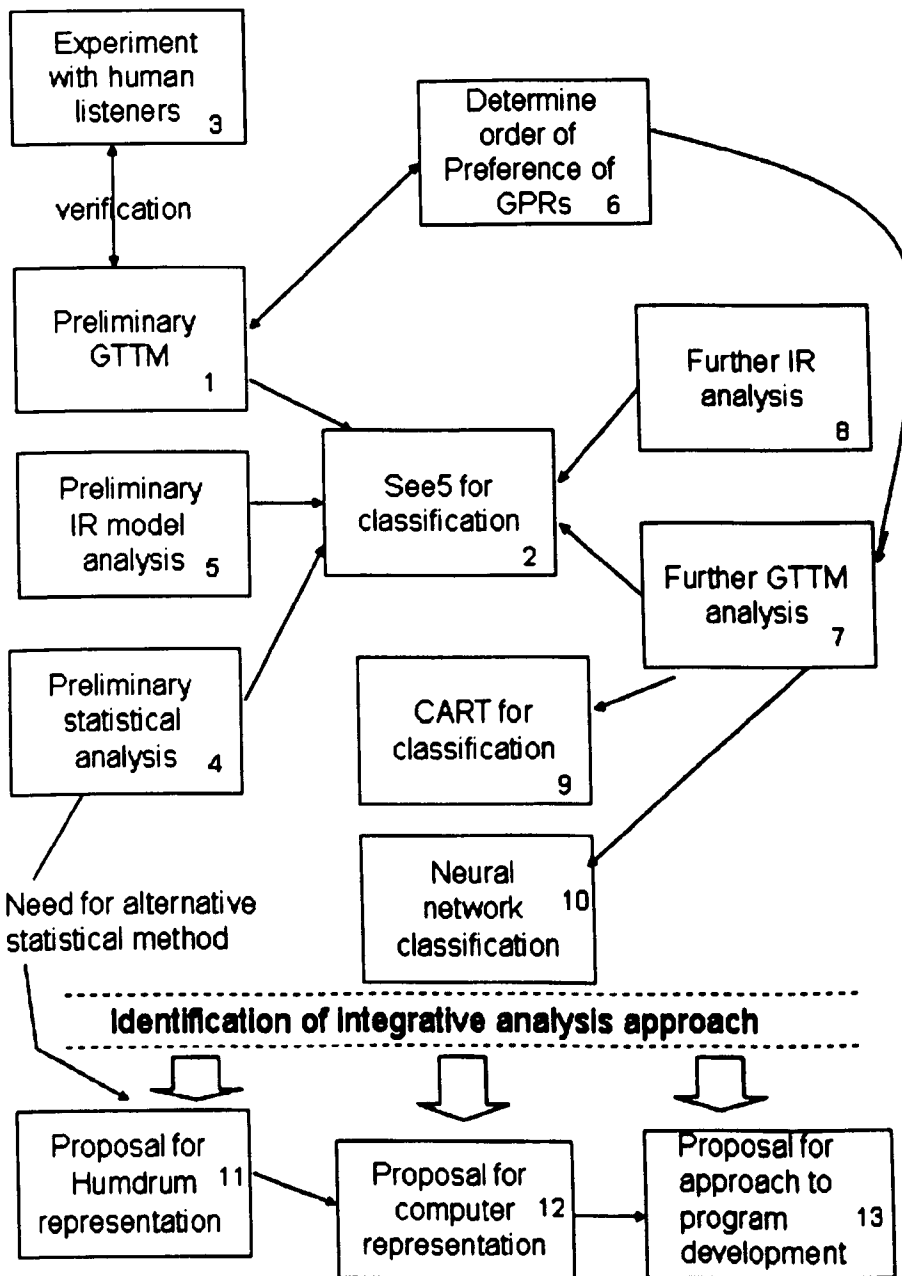 Experiment
with human
listeners
3
Determine
order of
Preference of
GPRs
6
verification
Preliminary
GTTM
1
Further IR
analysis
8
Preliminary
IR model
analysis
5
See5 for
classification
2
Further GTTM
analysis
7
Preliminary
statistical
analysis
4
CART for
classification
9
Neural
network
classification
10
Need for alternative
statistical method
Identification of integrative analysis approach
Proposal for
Humdrum
representation
11
Proposal for
computer
representation
12
Proposal for
approach to
program
development
13